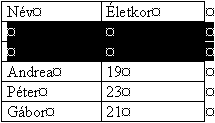 Név¤ Életkor¤ ¤
¤ ¤ ¤
¤ ¤ ¤
Andrea¤ 19¤ ¤
Péter¤ 23¤ ¤
Gábor¤ 21¤ ¤